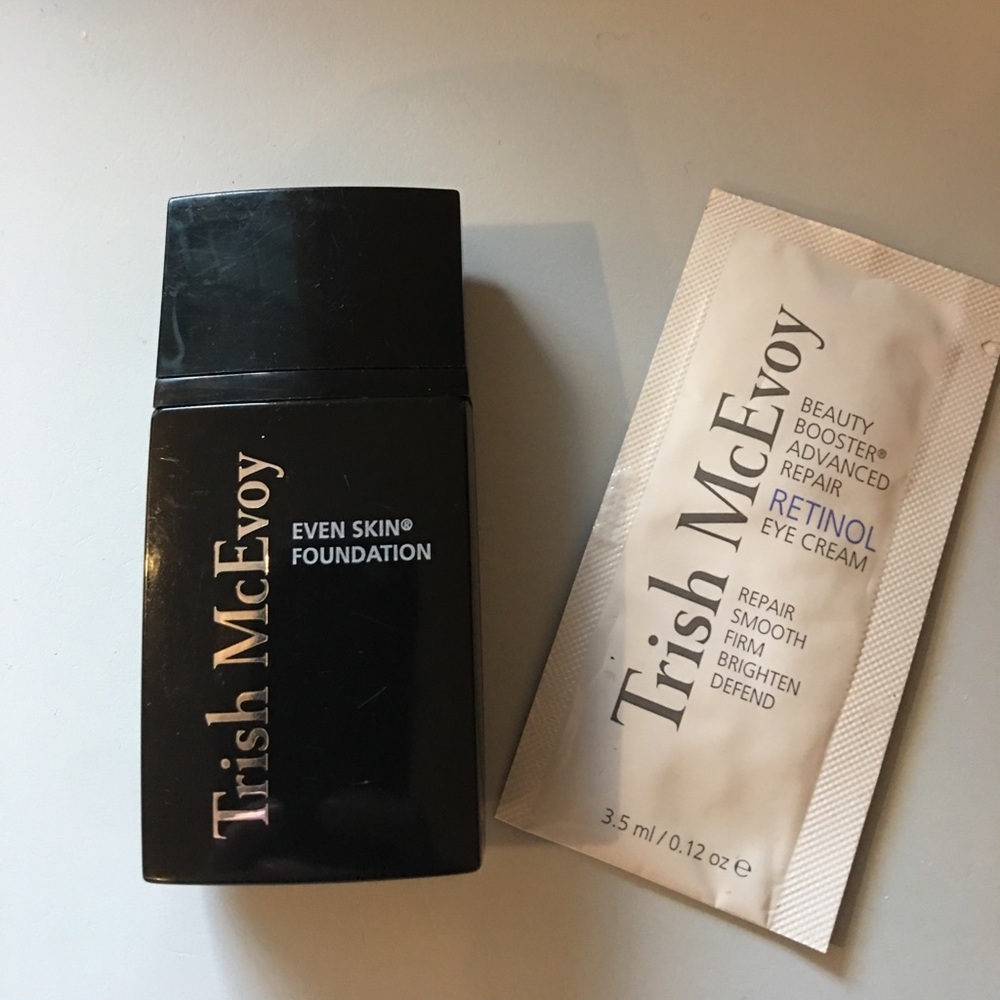 Trish McEvoy
EVEN SKIN®
FOUNDATION
Trish McEvoy
BEAUTY
BOOSTER®
ADVANCED
REPAIR
RETINOL
EYE CREAM
REPAIR
SMOOTH
FIRM
BRIGHTEN
DEFEND
3.5 ml / 0.12 oz ℮